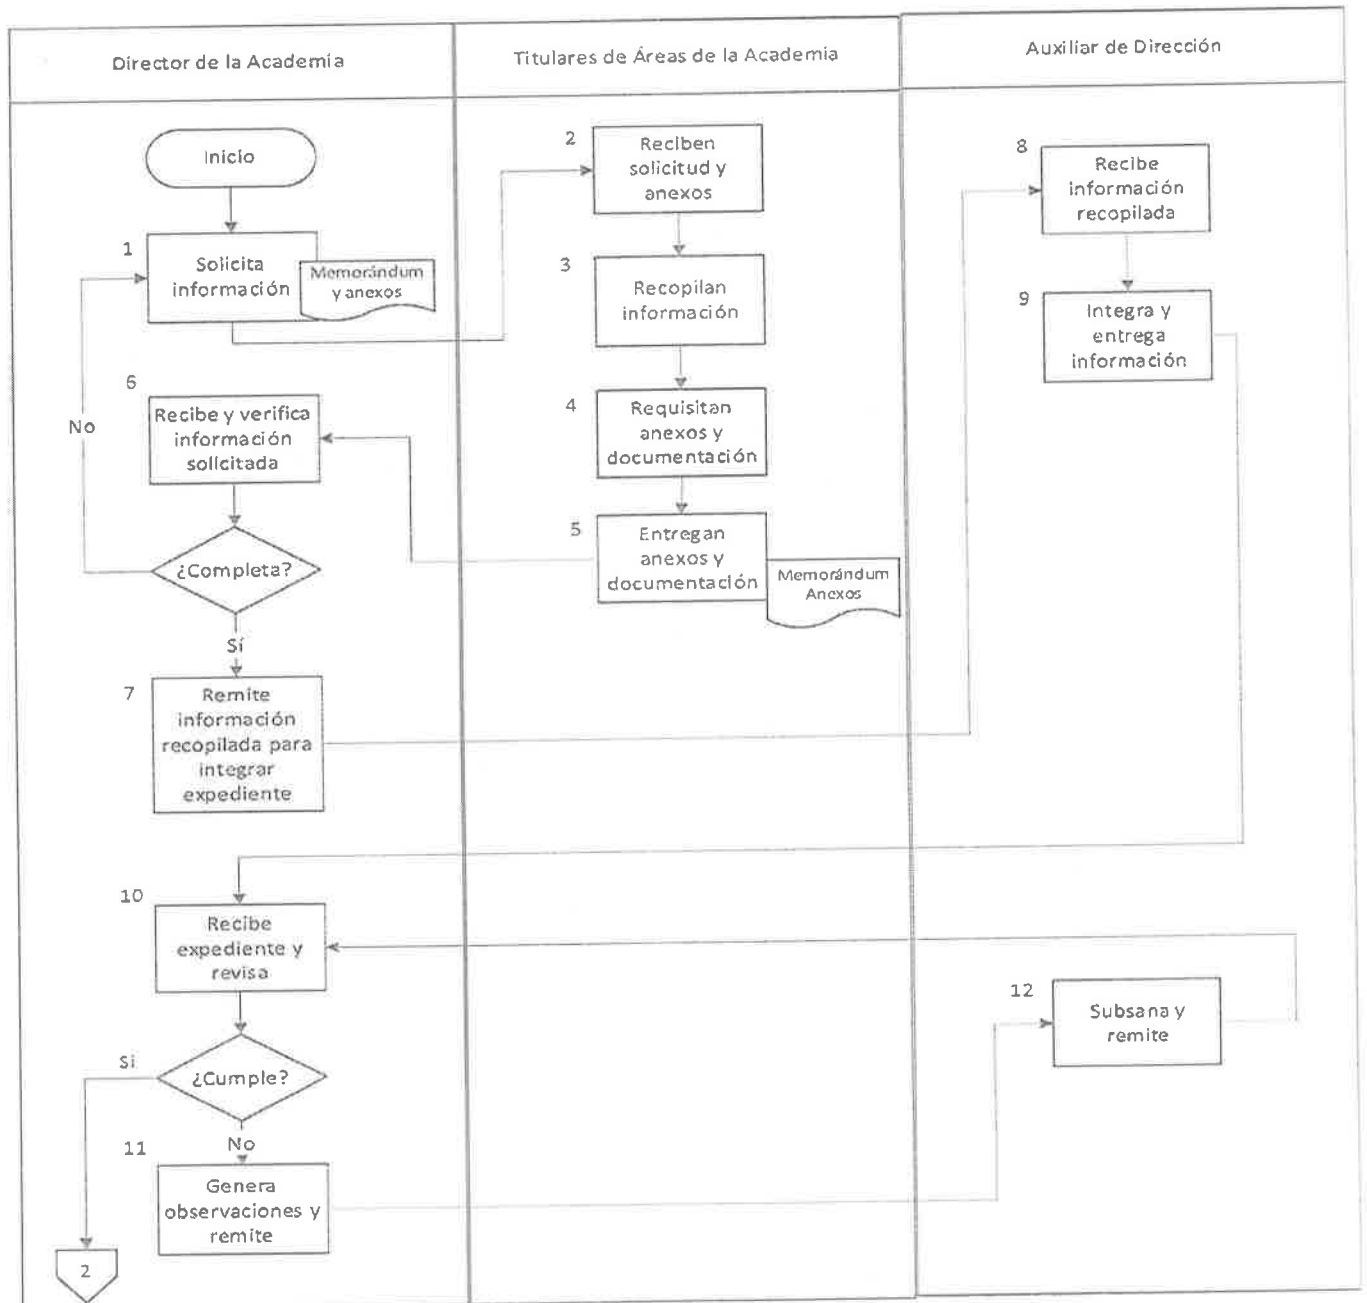 Director de la Academia
Titulares de Áreas de la Academia
Auxiliar de Dirección
Inicio
1
Solicita
información
Memorándum
y anexos
2
Reciben
solicitud y
anexos
3
Recopilan
información
4
Requisitan
anexos y
documentación
5
Entregan
anexos y
documentación
Memorándum
Anexos
6
Recibe y verifica
información
solicitada
¿Completa?
No
Sí
7
Remite
información
recopilada para
integrar
expediente
8
Recibe
información
recopilada
9
Integra y
entrega
información
10
Recibe
expediente y
revisa
¿Cumple?
Si
No
11
Genera
observaciones y
remite
12
Subsana y
remite
2